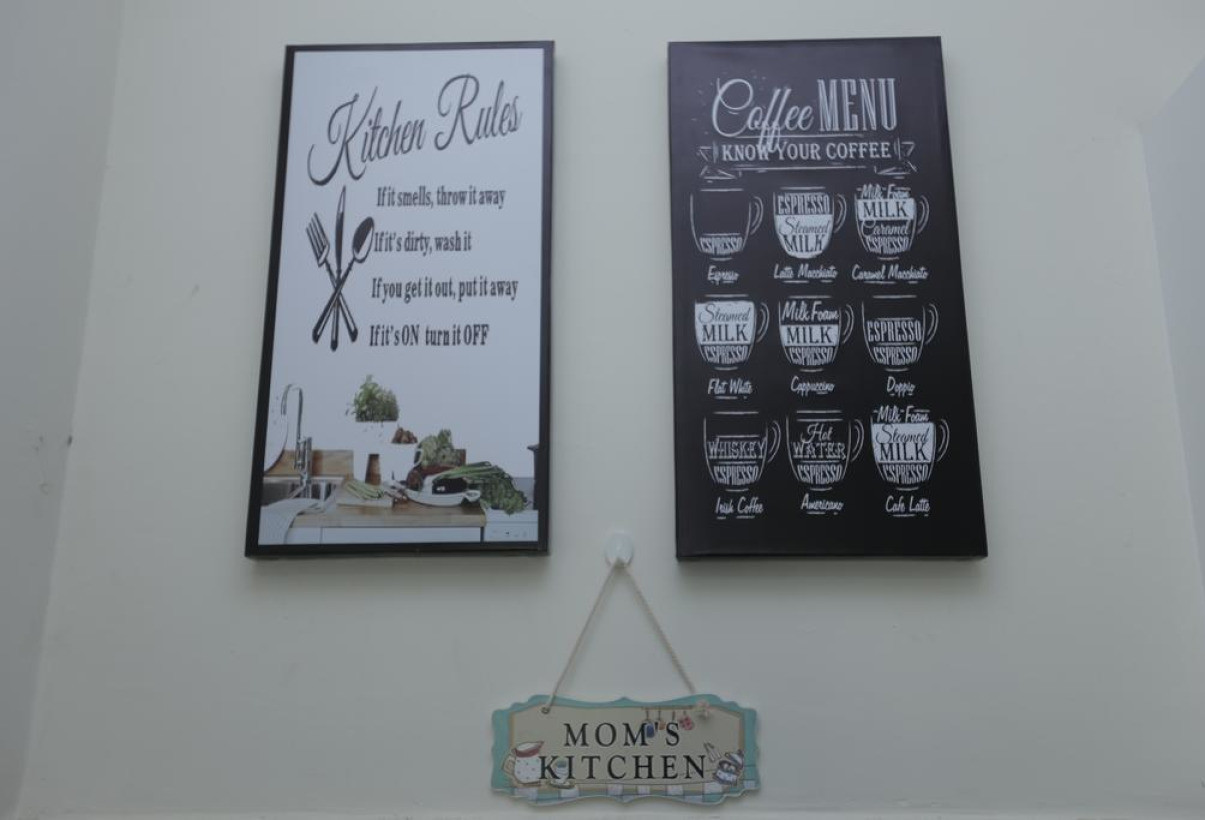 Kitchen Rules
If it smells, throw it away
If it's dirty, wash it
If you get it out, put it away
If it's ON turn it OFF
Coffee MENU
KNOW YOUR COFFEE
ESPRESSO
Espresso
ESPRESSO
Steamed
MILK
Latte Macchiato
Milk Foam
MILK
Caramel
ESPRESSO
Caramel Macchiato
Steamed
MILK
ESPRESSO
Flat White
Milk Foam
MILK
ESPRESSO
Cappuccino
ESPRESSO
ESPRESSO
Doppio
WHISKEY
ESPRESSO
Irish Coffee
Hot
WATER
ESPRESSO
Americano
Milk Foam
Steamed
MILK
ESPRESSO
Cafe Latte
MOM'S
KITCHEN